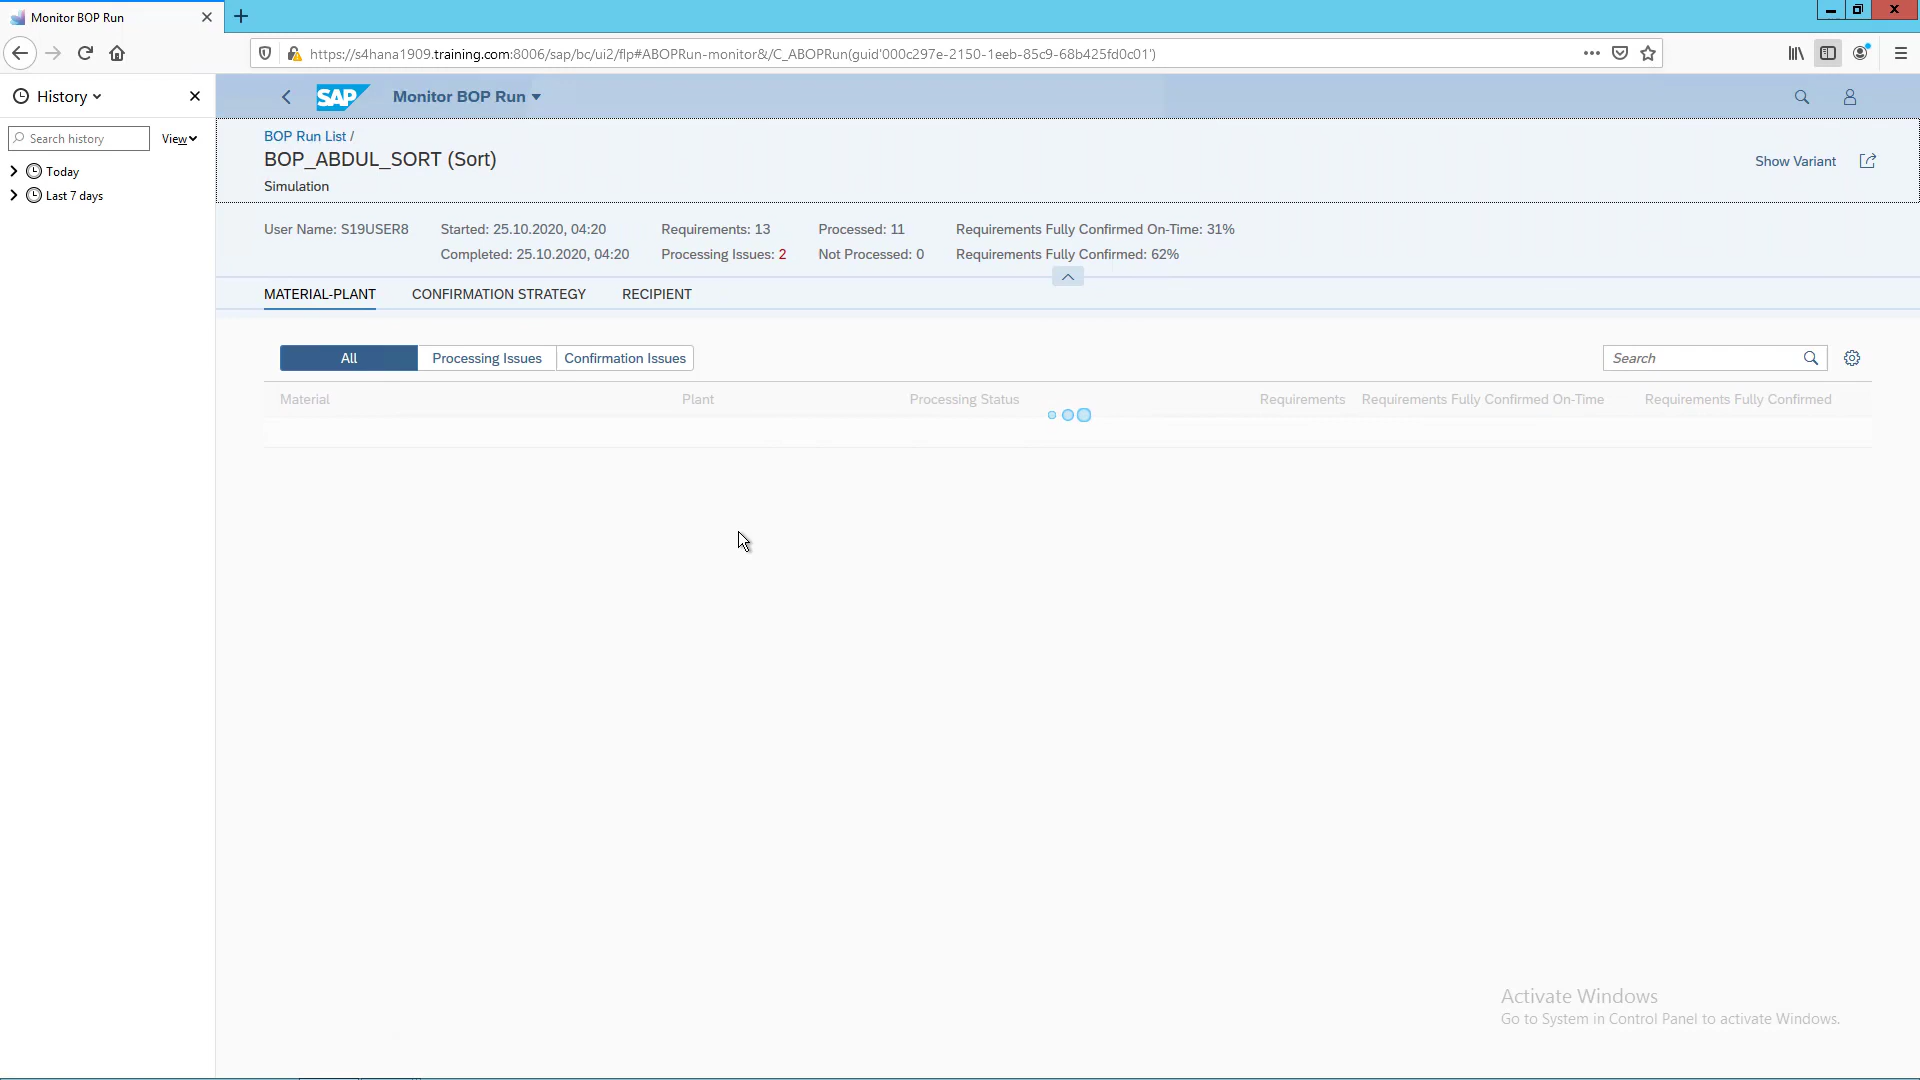 Monitor BOP Run
https://s4hana1909.training.com:8006/sap/bc/ui2/flp#ABOPRun-monitor&/C_ABOPRun(guid'000c297e-2150-1eeb-85c9-68b425fd0c01')
History
Search history
View
Today
Last 7 days
SAP
Monitor BOP Run
BOP Run List /
BOP_ABDUL_SORT (Sort)
Simulation
Show Variant
User Name: S19USER8 Started: 25.10.2020, 04:20 Requirements: 13 Processed: 11 Requirements Fully Confirmed On-Time: 31%
Completed: 25.10.2020, 04:20 Processing Issues: 2 Not Processed: 0 Requirements Fully Confirmed: 62%
MATERIAL-PLANT CONFIRMATION STRATEGY RECIPIENT
All Processing Issues Confirmation Issues Search
Material Plant Processing Status Requirements Requirements Fully Confirmed On-Time Requirements Fully Confirmed
Activate Windows
Go to System in Control Panel to activate Windows.